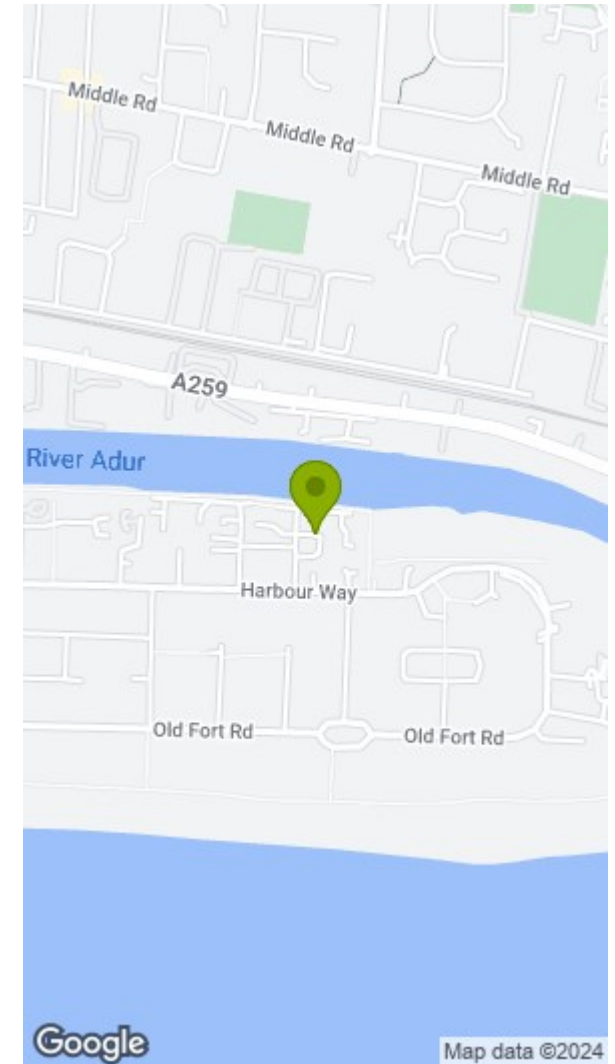 Middle Rd
Middle Rd
Middle Rd
A259
River Adur
Harbour Way
Old Fort Rd
Old Fort Rd
Google
Map data ©2024